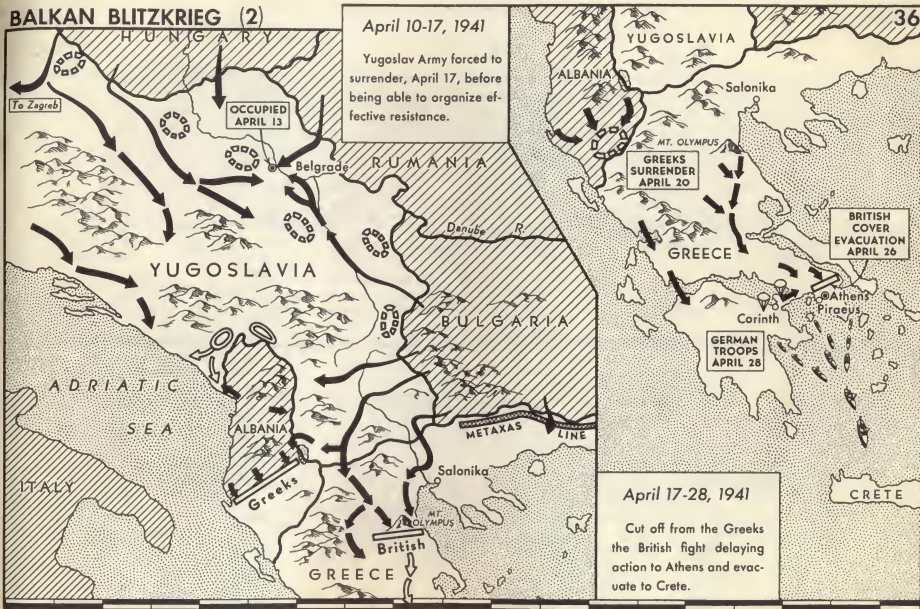 BALKAN BLITZKRIEG (2)
36
HUNGARY
April 10-17, 1941
Yugoslav Army forced to
surrender, April 17, before
being able to organize ef-
fective resistance.
To Zagreb
OCCUPIED
APRIL 13
Belgrade
RUMANIA
Danube R.
YUGOSLAVIA
BULGARIA
ADRIATIC
SEA
ALBANIA
METAXAS LINE
Greeks
Salonika
ITALY
MT
OLYMPUS
British
GREECE
YUGOSLAVIA
ALBANIA
Salonika
MT. OLYMPUS
GREEKS
SURRENDER
APRIL 20
BRITISH
COVER
EVACUATION
APRIL 26
GREECE
Athens
Piraeus
Corinth
GERMAN
TROOPS
APRIL 28
April 17-28, 1941
Cut off from the Greeks
the British fight delaying
action to Athens and evac-
uate to Crete.
CRETE